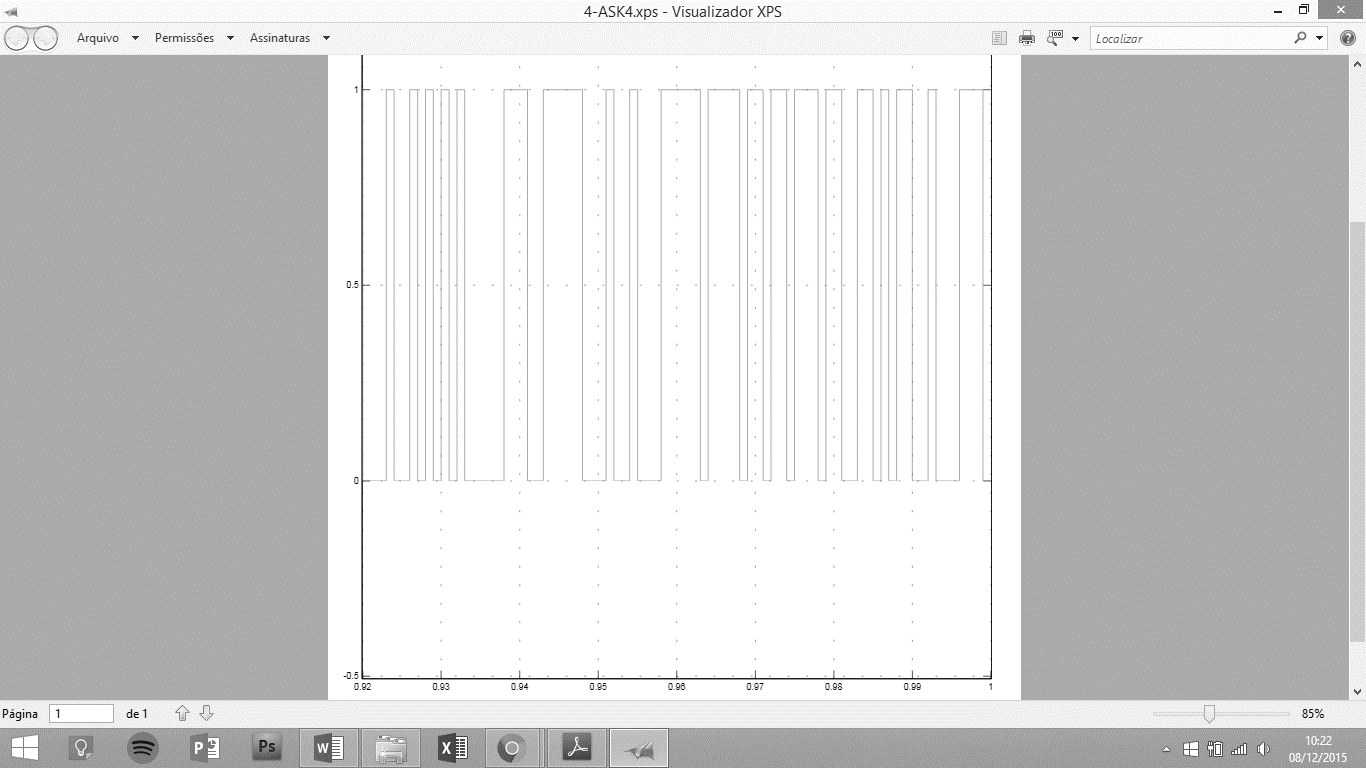 4-ASK4.xps - Visualizador XPS
Arquivo Permissões Assinaturas
100
Localizar
?
1
0.5
0
-0.5
0.92 0.93 0.94 0.95 0.96 0.97 0.98 0.99 1
Página 1 de 1
85%
P Ps W X
10:22
08/12/2015